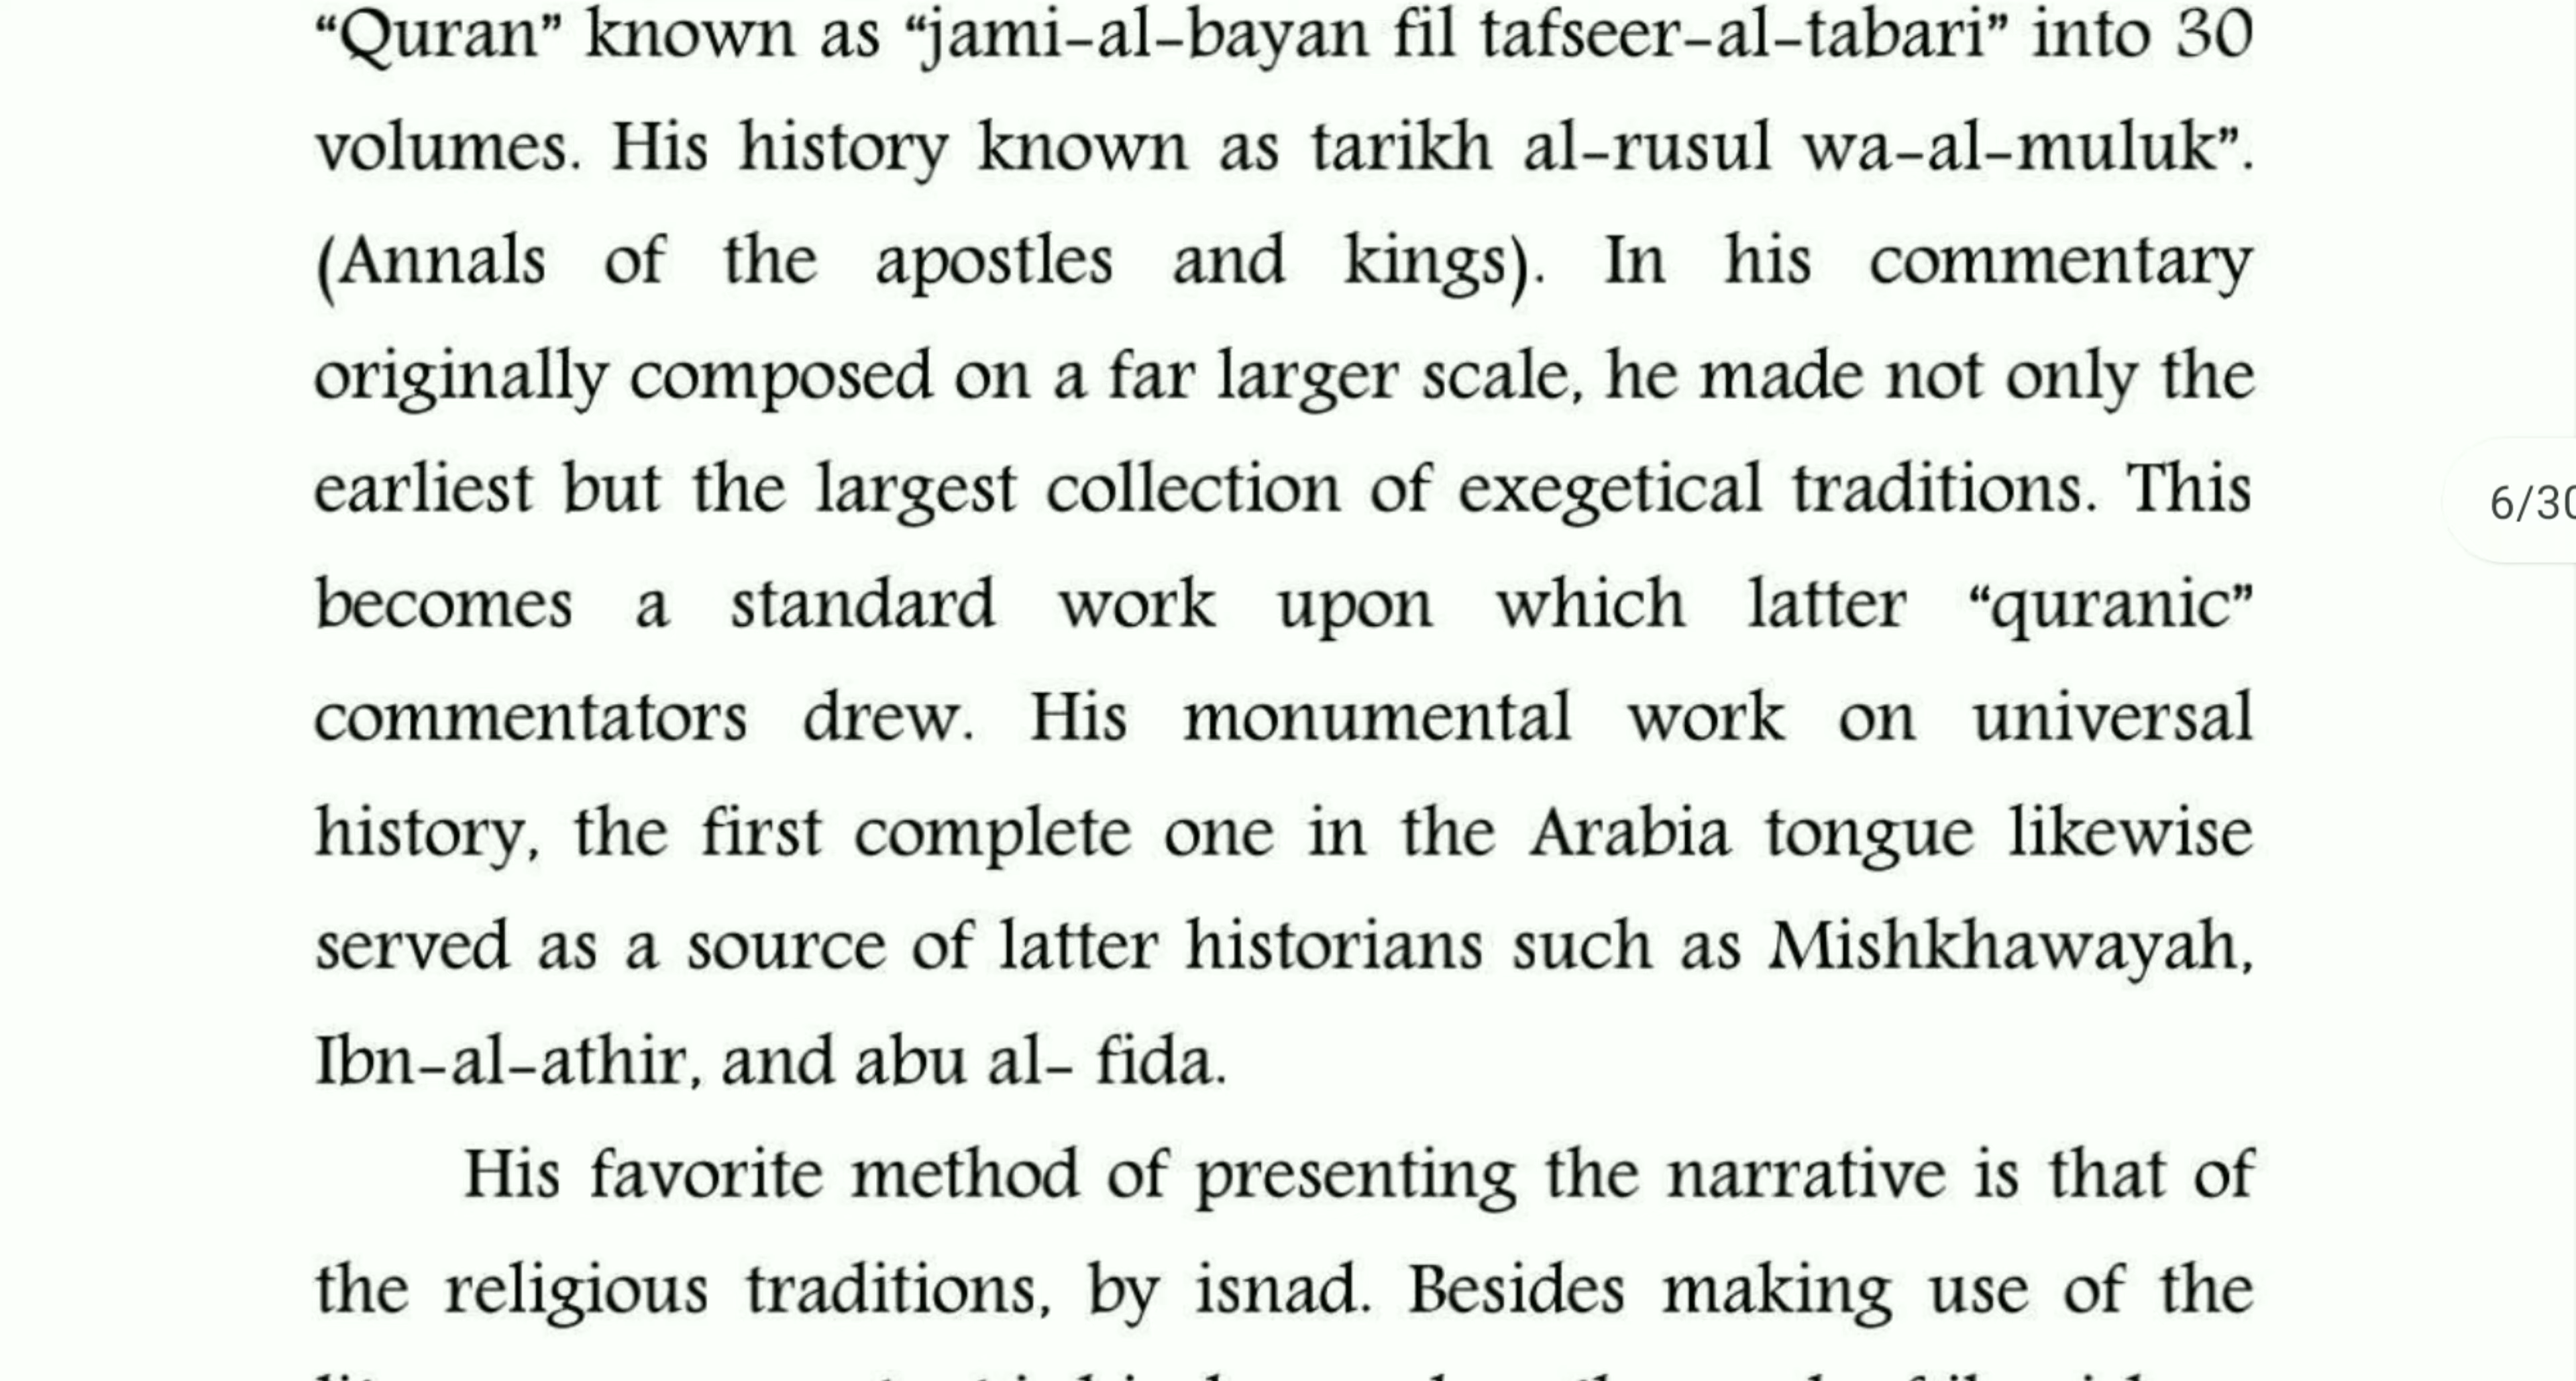 “Quran” known as “jami-al-bayan fil tafseer-al-tabari” into 30
volumes. His history known as tarikh al-rusul wa-al-muluk”.
(Annals of the apostles and kings). In his commentary
originally composed on a far larger scale, he made not only the
earliest but the largest collection of exegetical traditions. This
6/30
becomes a standard work upon which latter “quranic”
commentators drew. His monumental work on universal
history, the first complete one in the Arabia tongue likewise
served as a source of latter historians such as Mishkhawayah,
Ibn-al-athir, and abu al- fida.
His favorite method of presenting the narrative is that of
the religious traditions, by isnad. Besides making use of the